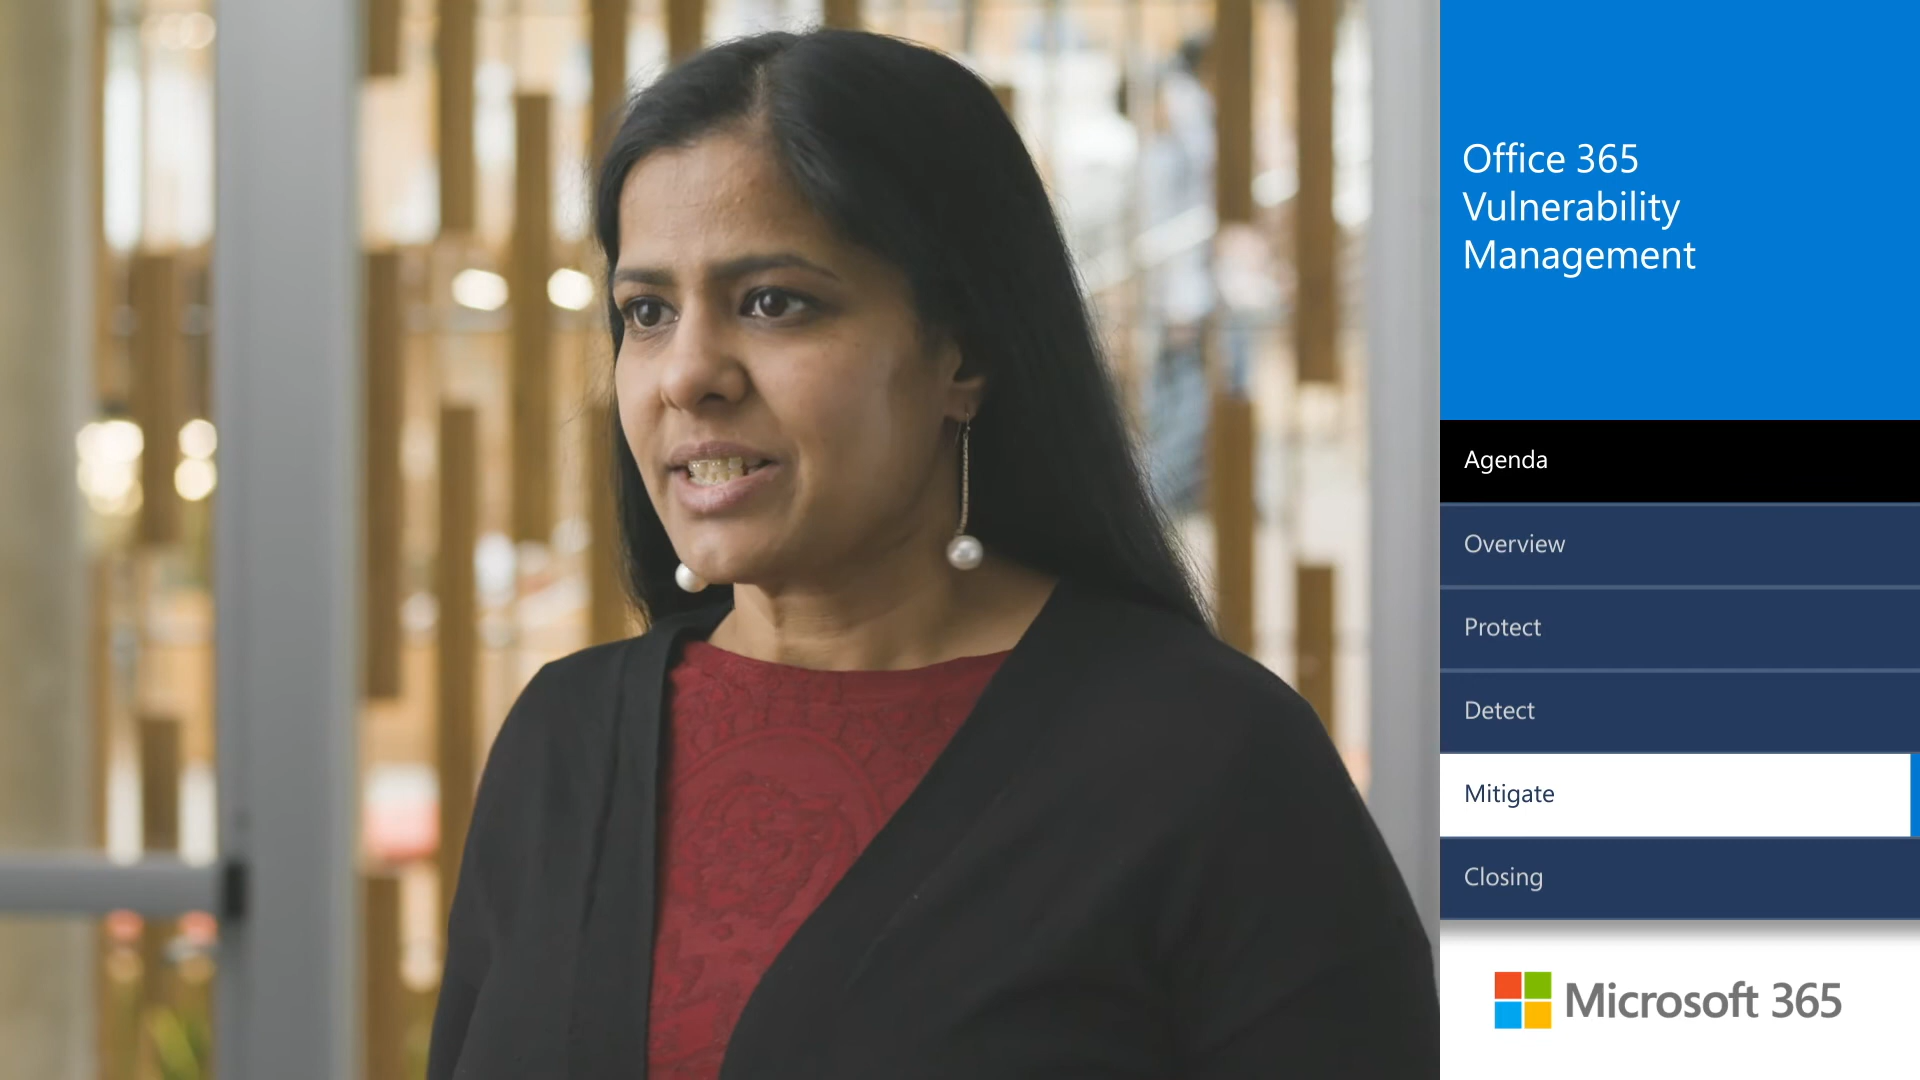 Office 365
Vulnerability
Management
Agenda
Overview
Protect
Detect
Mitigate
Closing
Microsoft 365